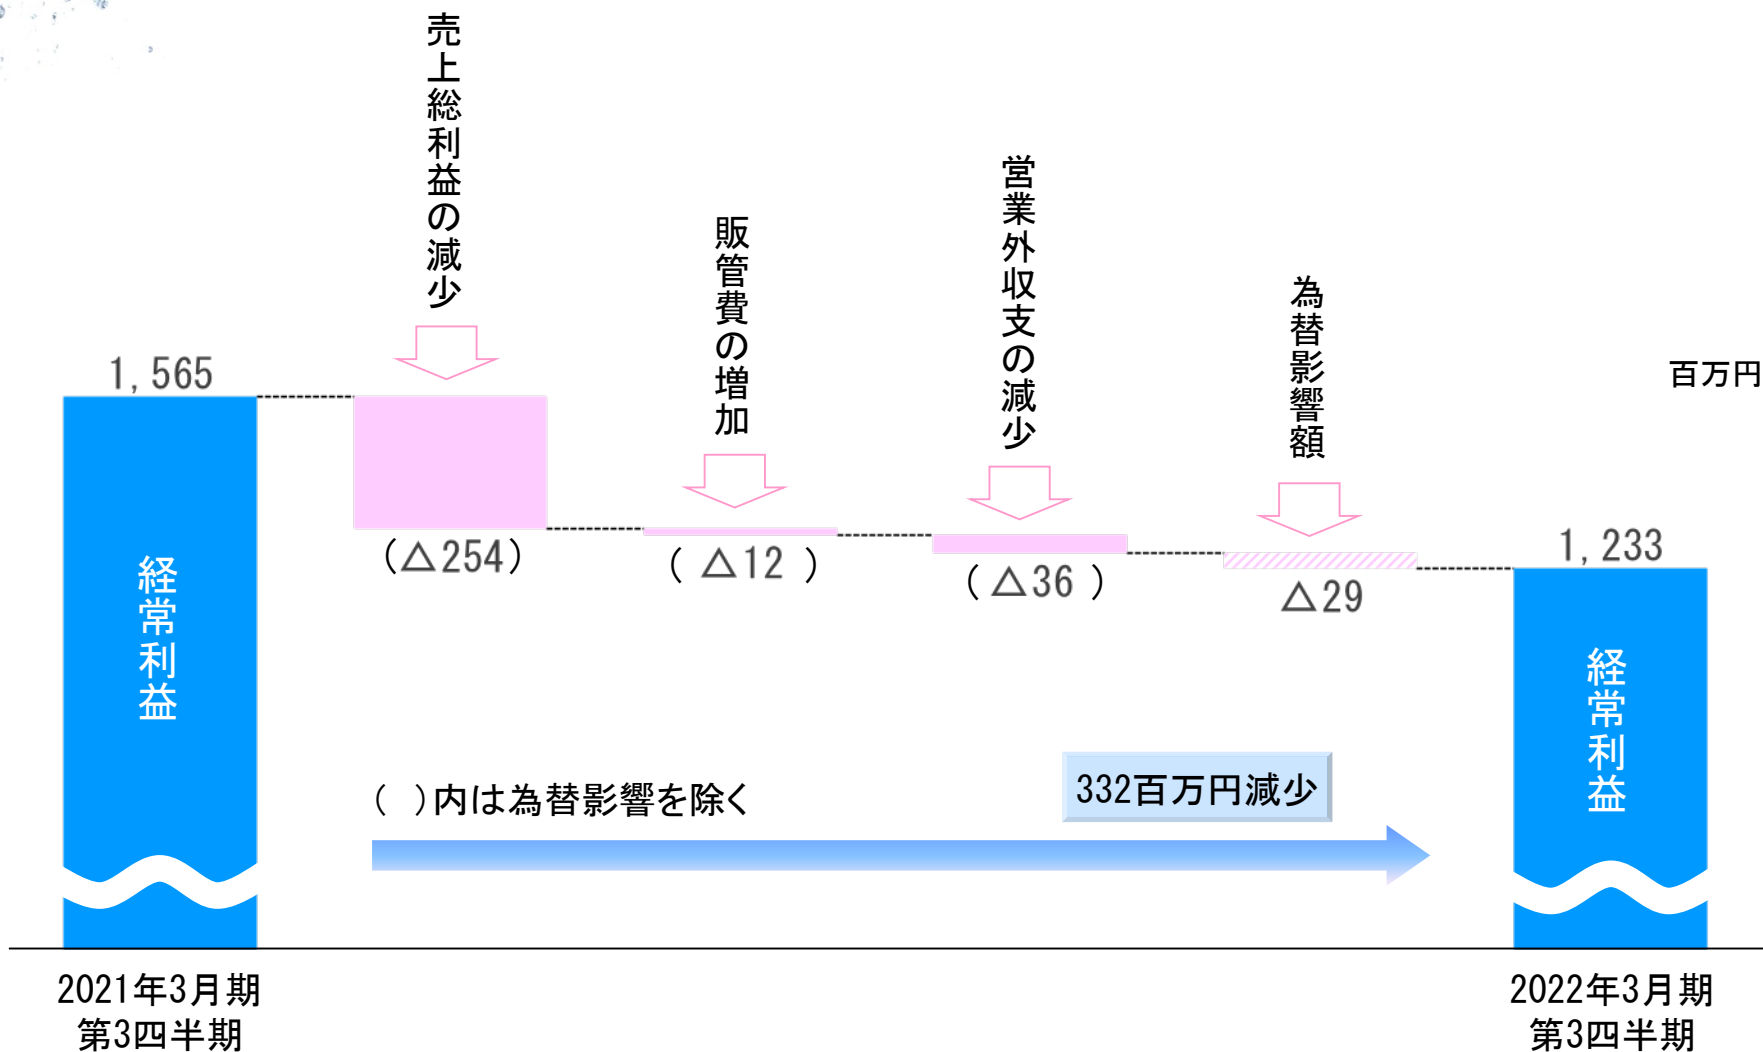 売上総利益の減少
販管費の増加
営業外収支の減少
為替影響額
百万円
1,565
(△254)
( △12 )
( △36 )
△29
1,233
経常利益
経常利益
( )内は為替影響を除く
332百万円減少
2021年3月期
第3四半期
2022年3月期
第3四半期